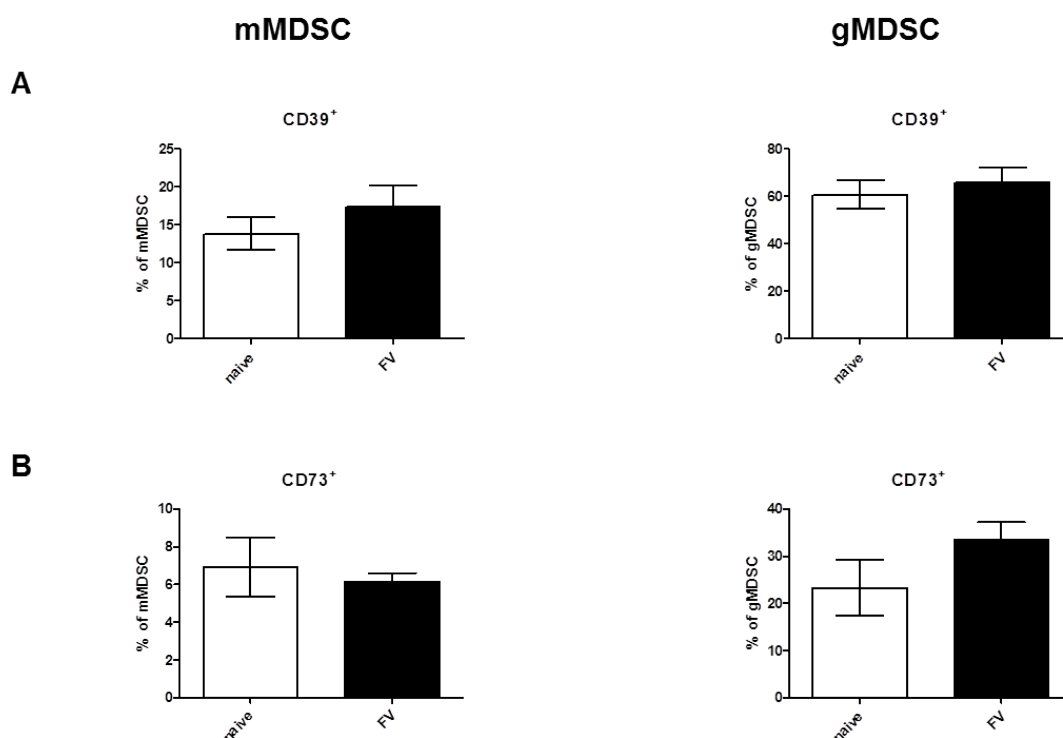 mMDSC
gMDSC
A
CD39+
% of mMDSC
25
20
15
10
5
0
naive
FV
CD39+
% of gMDSC
80
60
40
20
0
naive
FV
B
CD73+
% of mMDSC
10
8
6
4
2
0
naive
FV
CD73+
% of gMDSC
40
30
20
10
0
naive
FV